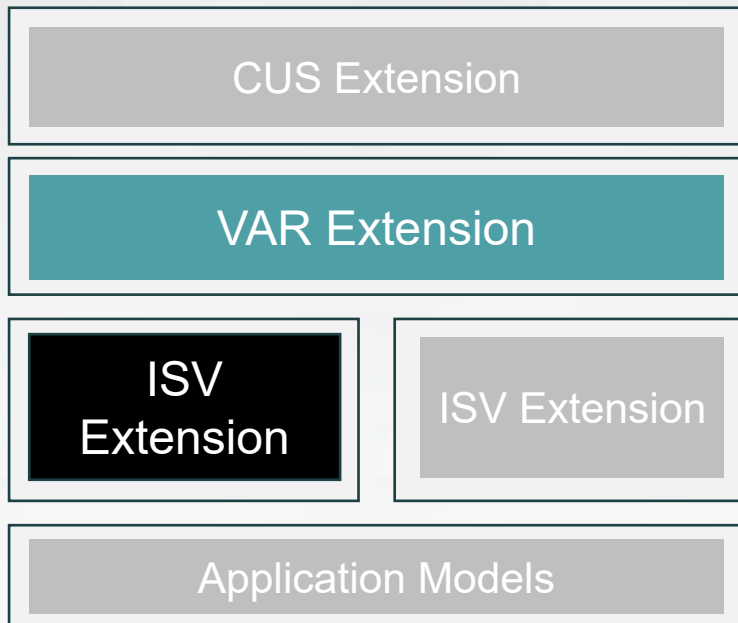 CUS Extension
VAR Extension
ISV
Extension
ISV Extension
Application Models